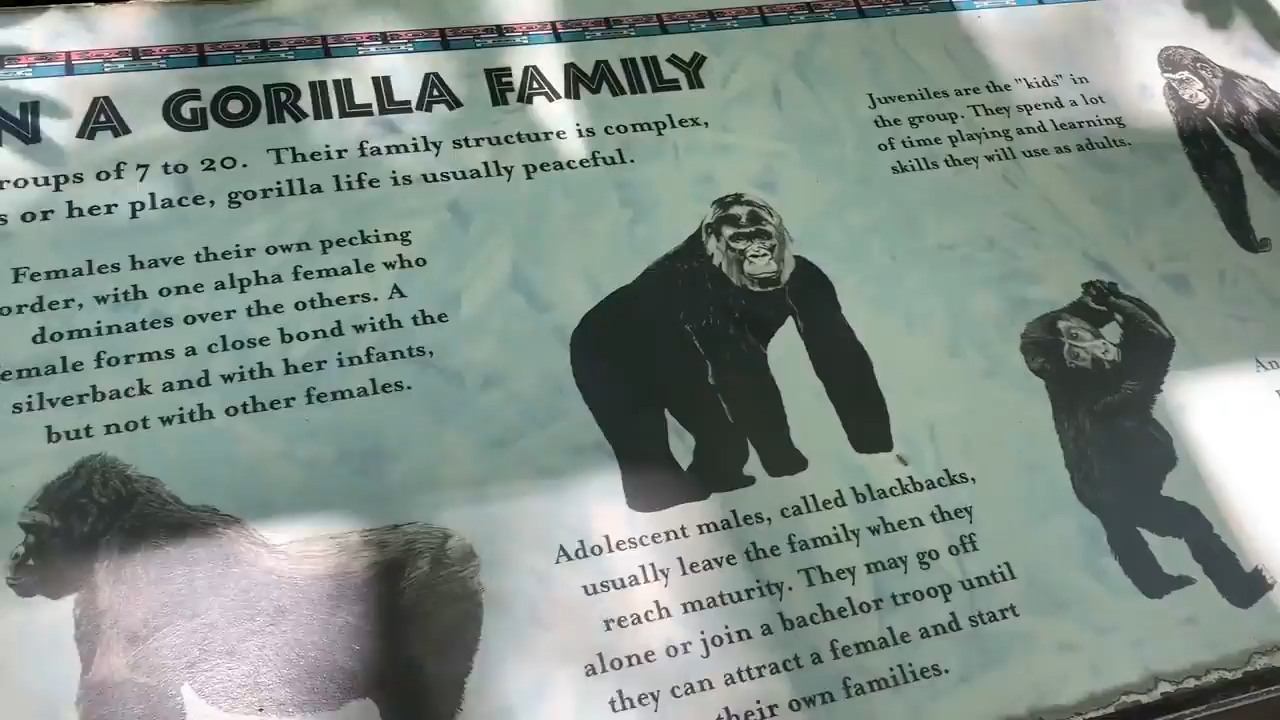 N A GORILLA FAMILY
roups of 7 to 20. Their family structure is complex,
s or her place, gorilla life is usually peaceful.
Females have their own pecking
order, with one alpha female who
dominates over the others. A
emale forms a close bond with the
silverback and with her infants,
but not with other females.
Adolescent males, called blackbacks,
usually leave the family when they
reach maturity. They may go off
alone or join a bachelor troop until
they can attract a female and start
their own families.
Juveniles are the "kids" in
the group. They spend a lot
of time playing and learning
skills they will use as adults.
An